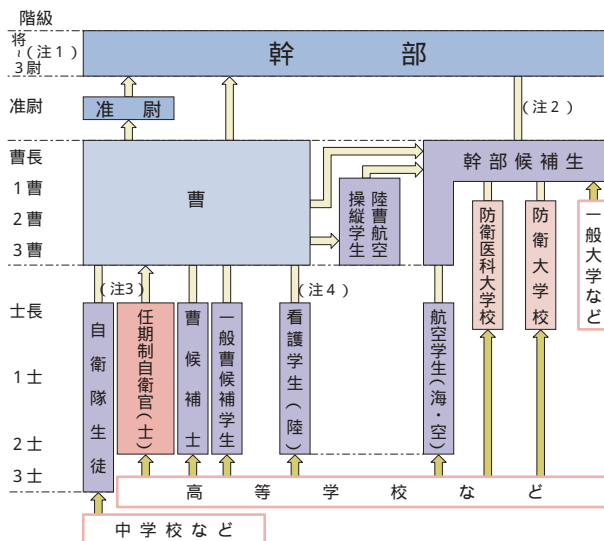 階級
将
~(注1)
3尉
幹部
准尉
准尉
(注2)
曹長
1曹
2曹
3曹
曹
陸曹航空
操縦学生
幹部候補生
防衛医科大学校
防衛大学校
一般大学など
士長
1士
2士
3士
(注3)
(注4)
自衛隊生徒
任期制自衛官(士)
曹候補士
一般曹候補学生
看護学生(陸)
航空学生(海・空)
高等学校など
中学校など